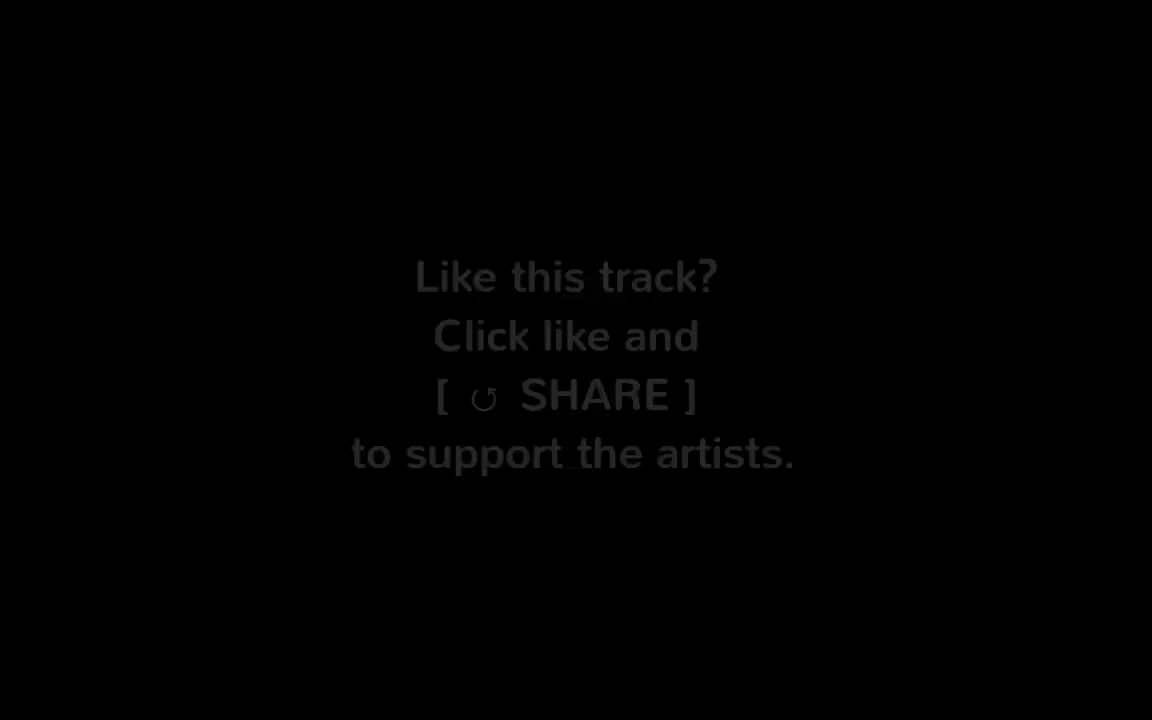 Like this track?
Click like and
[ ↺ SHARE ]
to support the artists.